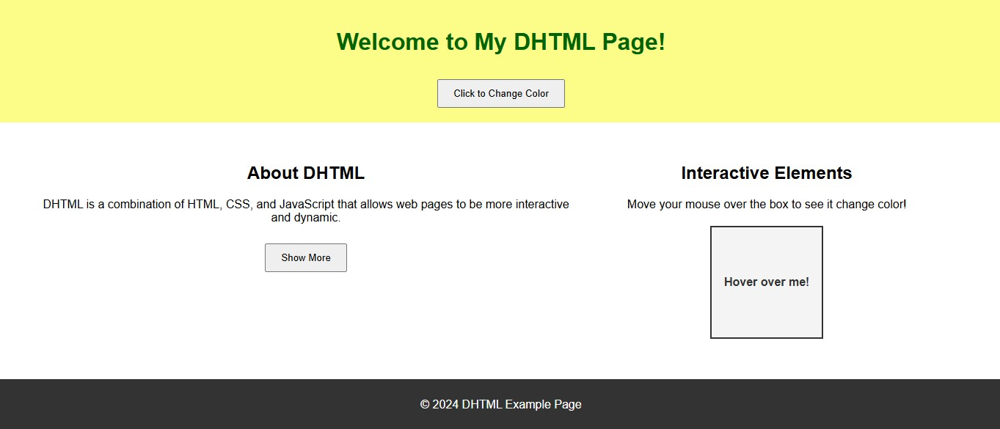 Welcome to My DHTML Page!
Click to Change Color
About DHTML
DHTML is a combination of HTML, CSS, and JavaScript that allows web pages to be more interactive
and dynamic.
Show More
Interactive Elements
Move your mouse over the box to see it change color!
Hover over me!
© 2024 DHTML Example Page